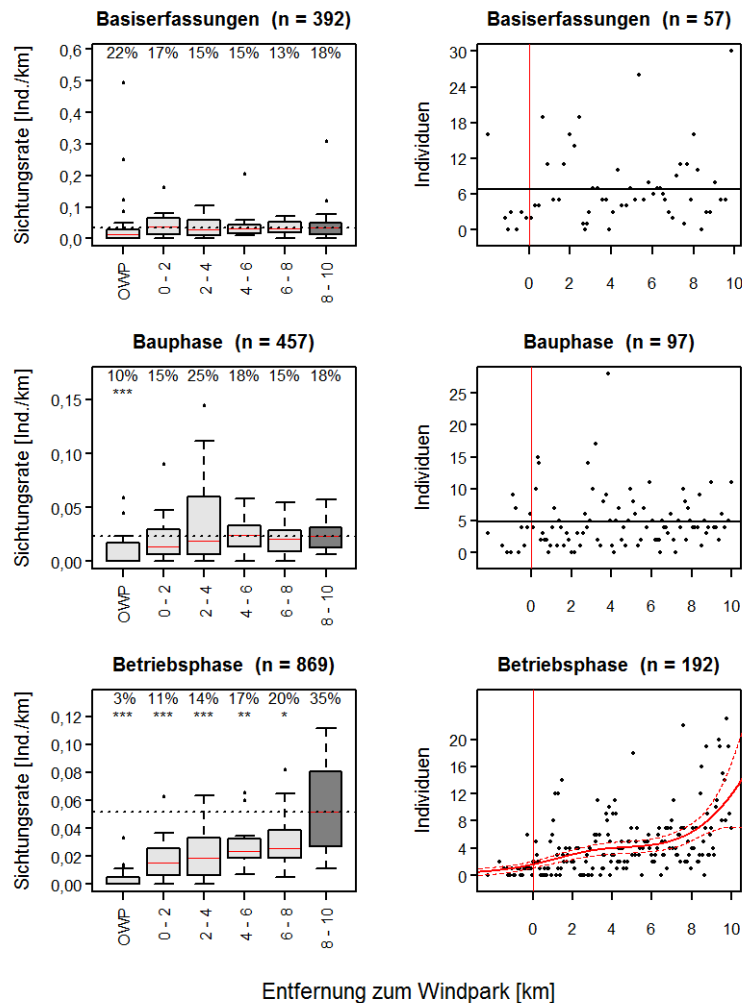 Basiserfassungen (n = 392)
Sichtungsrate [Ind./km]
0,6
0,5
0,4
0,3
0,2
0,1
0,0
22% 17% 15% 15% 13% 18%
OWP
0 - 2
2 - 4
4 - 6
6 - 8
8 - 10
Basiserfassungen (n = 57)
Individuen
30
24
18
12
6
0
0 2 4 6 8 10
Bauphase (n = 457)
Sichtungsrate [Ind./km]
0,15
0,10
0,05
0,00
10% 15% 25% 18% 15% 18%
***
OWP
0 - 2
2 - 4
4 - 6
6 - 8
8 - 10
Bauphase (n = 97)
Individuen
25
20
15
10
5
0
0 2 4 6 8 10
Betriebsphase (n = 869)
Sichtungsrate [Ind./km]
0,12
0,10
0,08
0,06
0,04
0,02
0,00
3% 11% 14% 17% 20% 35%
*** *** *** ** *
OWP
0 - 2
2 - 4
4 - 6
6 - 8
8 - 10
Betriebsphase (n = 192)
Individuen
20
16
12
8
4
0
0 2 4 6 8 10
Entfernung zum Windpark [km]